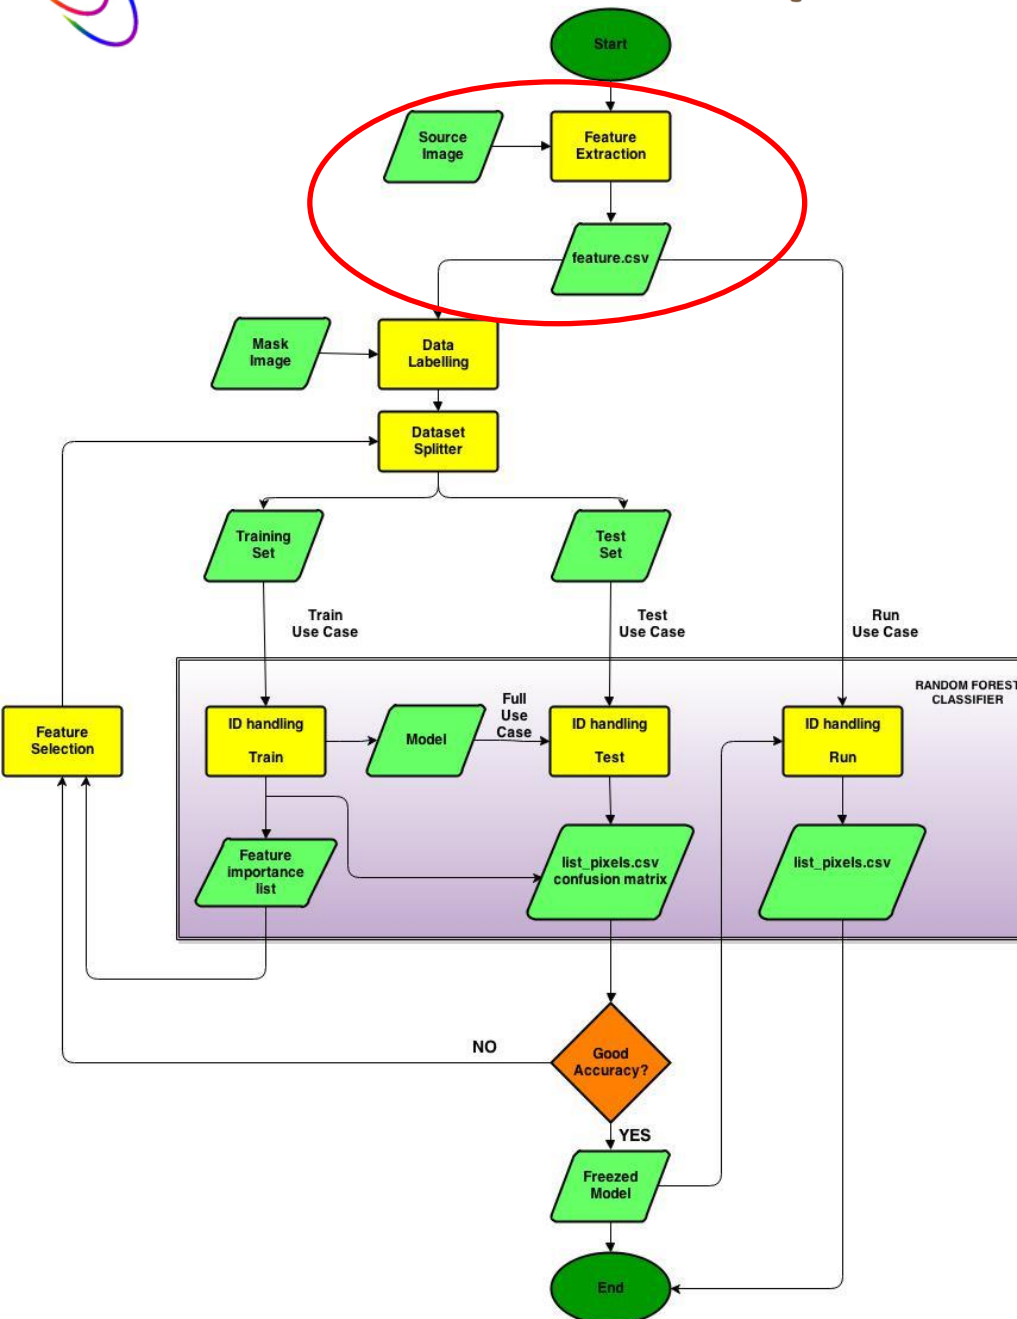 Start
Source
Image
Feature
Extraction
feature.csv
Mask
Image
Data
Labelling
Dataset
Splitter
Training
Set
Test
Set
Train
Use Case
Test
Use Case
Run
Use Case
RANDOM FOREST
CLASSIFIER
Feature
Selection
ID handling
Train
Model
Full
Use
Case
ID handling
Test
ID handling
Run
Feature
importance
list
list_pixels.csv
confusion matrix
list_pixels.csv
NO
Good
Accuracy?
YES
Freezed
Model
End